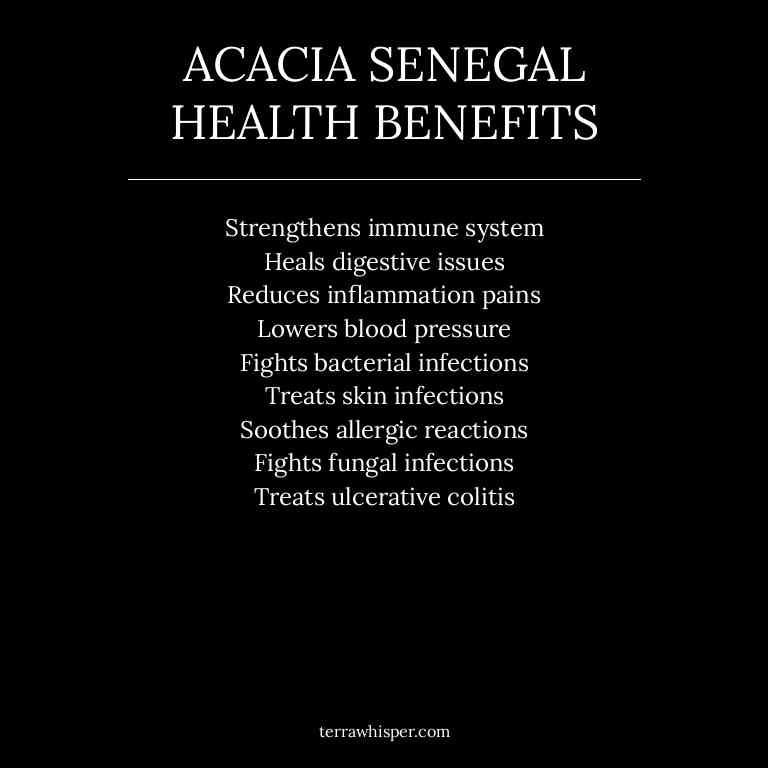 ACACIA SENEGAL
HEALTH BENEFITS
Strengthens immune system
Heals digestive issues
Reduces inflammation pains
Lowers blood pressure
Fights bacterial infections
Treats skin infections
Soothes allergic reactions
Fights fungal infections
Treats ulcerative colitis
terrawhisper.com